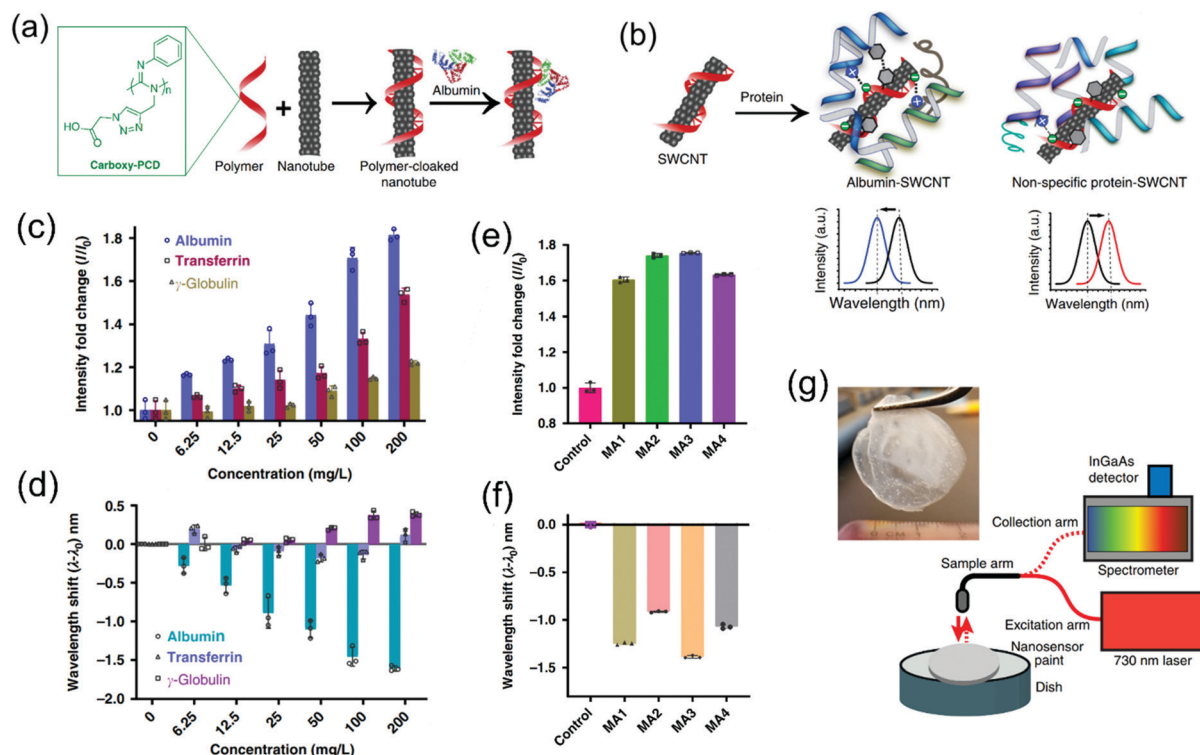 (a)
N
N
n
N
N
N
HO
O
Carboxy-PCD
Polymer
+
Nanotube
Polymer-cloaked
nanotube
Albumin
(b)
SWCNT
Protein
Albumin-SWCNT
Non-specific protein-SWCNT
Intensity (a.u.)
Wavelength (nm)
Intensity (a.u.)
Wavelength (nm)
(c)
Intensity fold change (I/I0)
1.8
1.6
1.4
1.2
1.0
Albumin
Transferrin
γ-Globulin
0
6.25
12.5
25
50
100
200
Concentration (mg/L)
(d)
Wavelength shift (λ-λ0) nm
0.5
0.0
−0.5
−1.0
−1.5
−2.0
Albumin
Transferrin
γ-Globulin
0
6.25
12.5
25
50
100
200
Concentration (mg/L)
(e)
Intensity fold change (I/I0)
1.8
1.6
1.4
1.2
1.0
0.8
Control
MA1
MA2
MA3
MA4
(f)
Wavelength shift (λ-λ0) nm
0.0
−0.5
−1.0
−1.5
Control
MA1
MA2
MA3
MA4
(g)
InGaAs
detector
Collection arm
Spectrometer
Sample arm
Excitation arm
730 nm laser
Nanosensor
paint
Dish